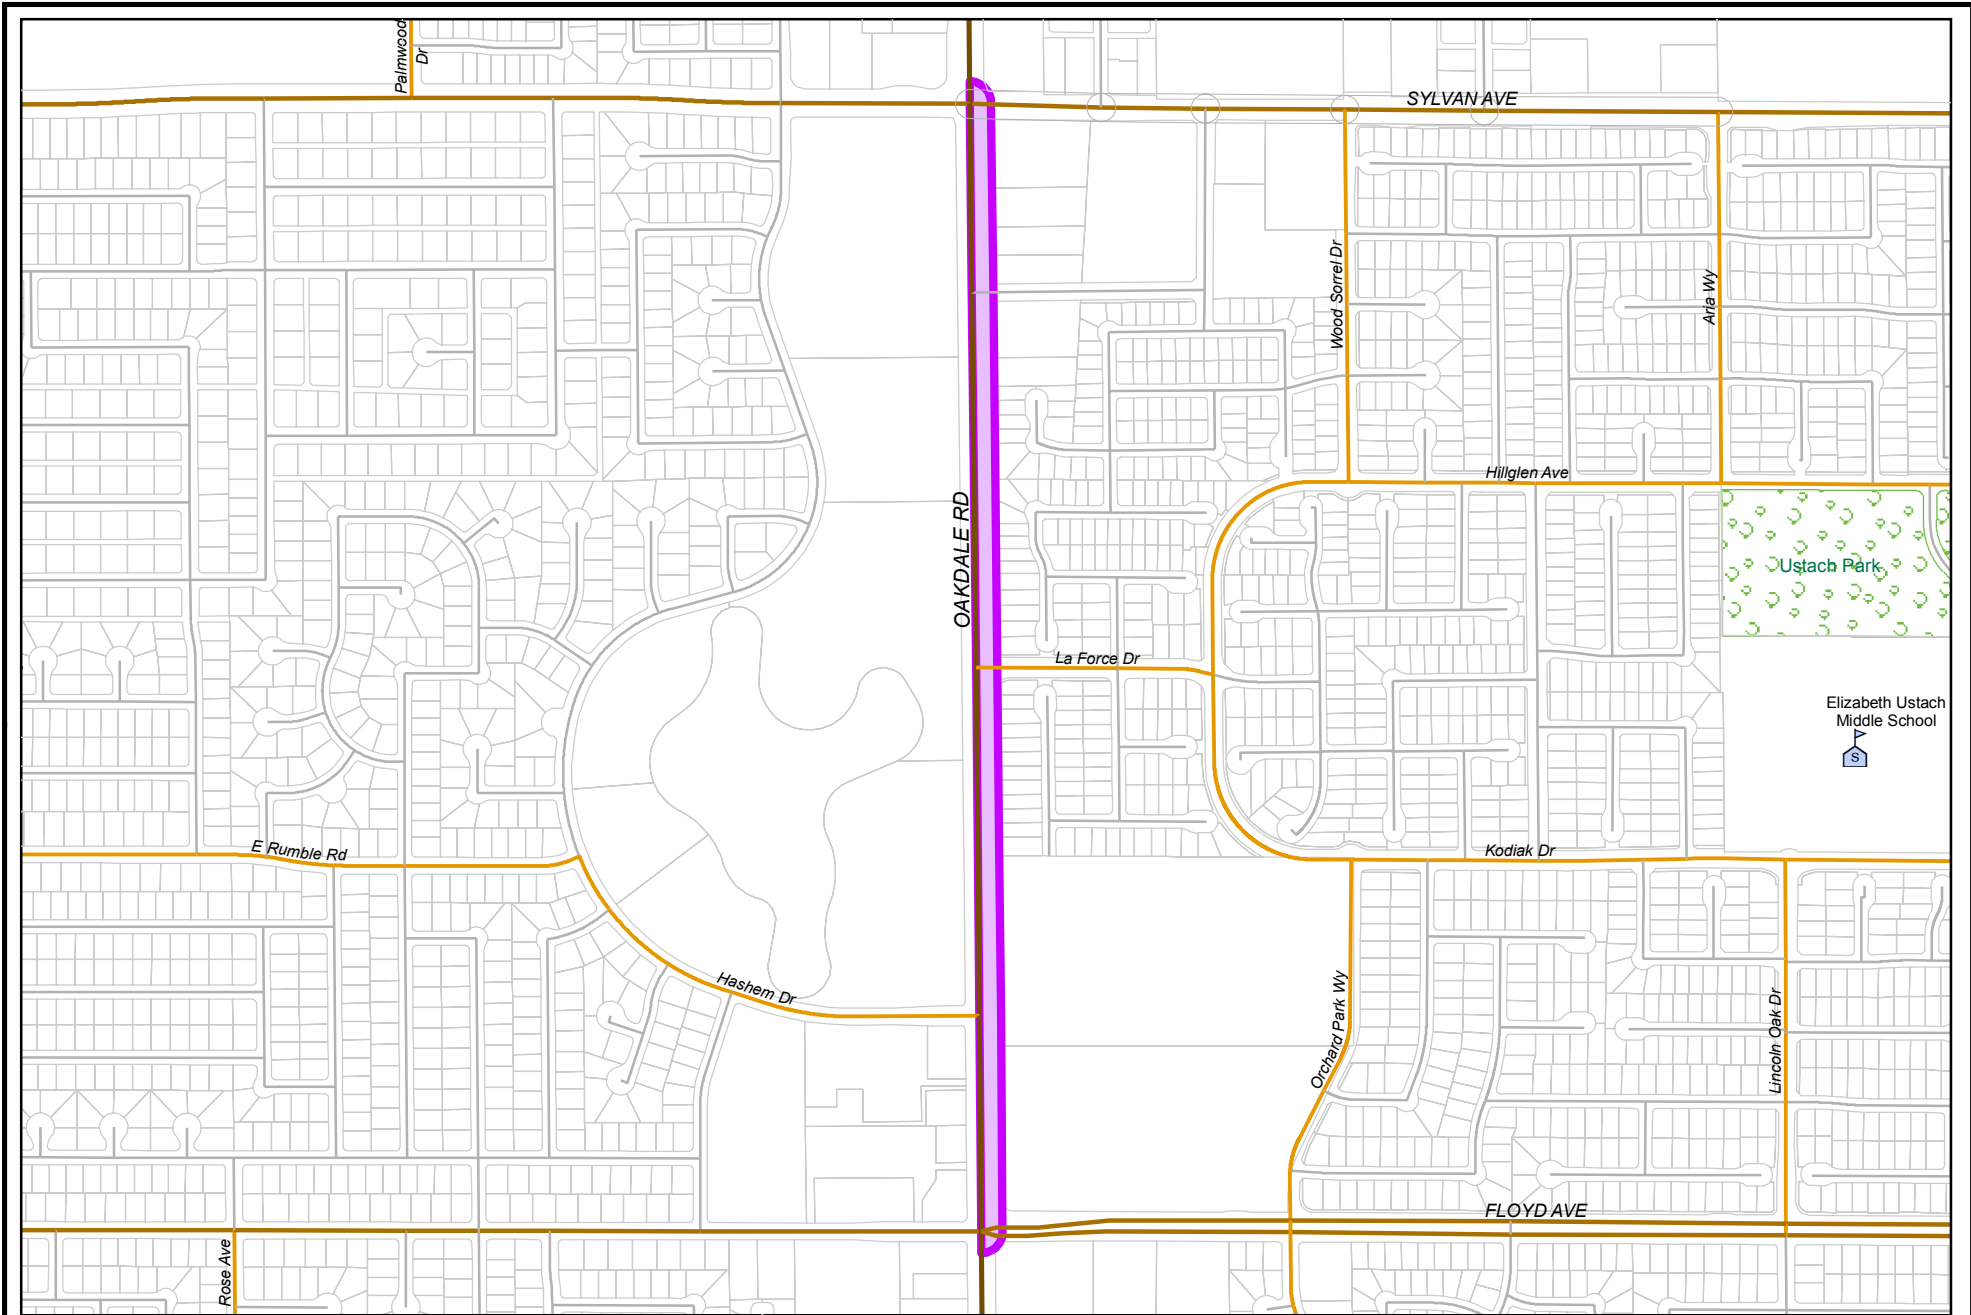 Palmwood
Dr
SYLVAN AVE
Wood Sorrel Dr
Aria Wy
Hillglen Ave
OAKDALE RD
Ustach Park
La Force Dr
Elizabeth Ustach
Middle School
S
E Rumble Rd
Kodiak Dr
Hashem Dr
Orchard Park Wy
Lincoln Oak Dr
FLOYD AVE
Rose Ave